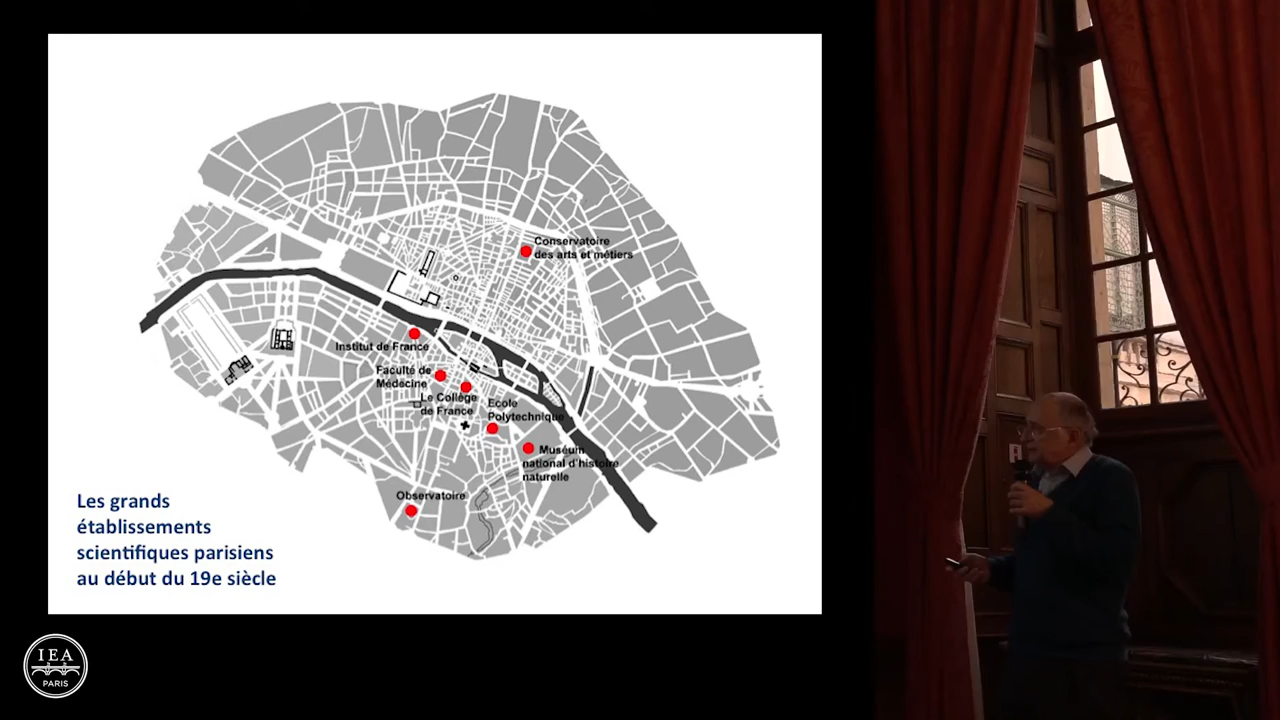 Conservatoire
des arts et métiers
Institut de France
Faculté de
Médecine
Le Collège
de France
Ecole
Polytechnique
Muséum
national d'histoire
naturelle
Observatoire
Les grands
établissements
scientifiques parisiens
au début du 19e siècle
IEA
PARIS